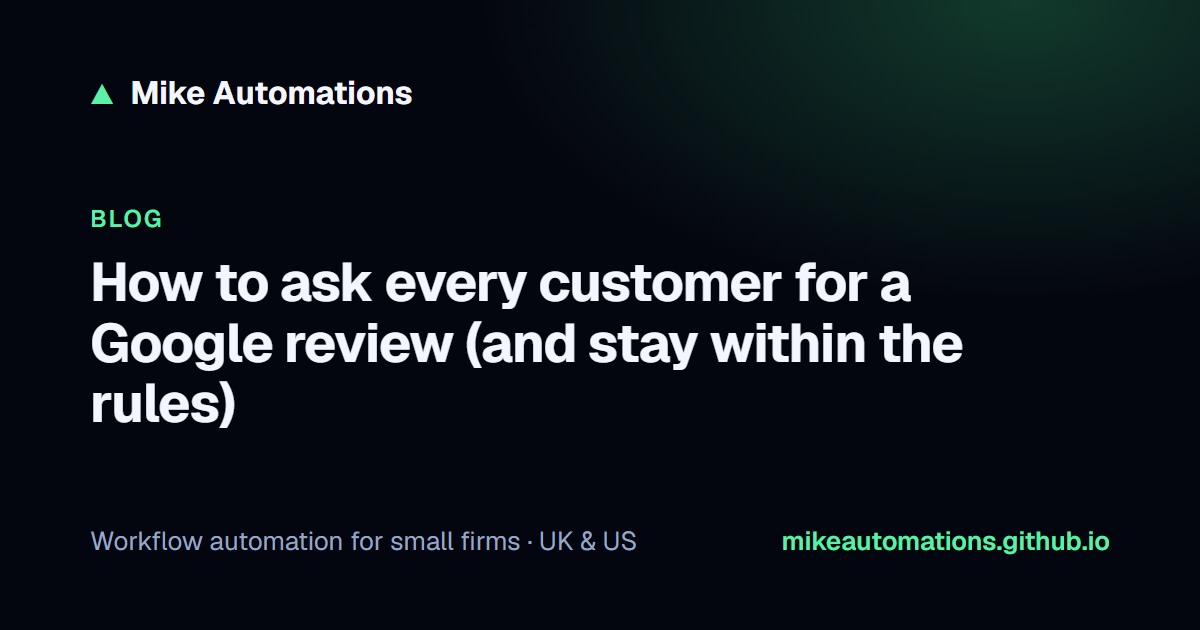 Mike Automations
BLOG
How to ask every customer for a
Google review (and stay within the
rules)
Workflow automation for small firms · UK & US
mikeautomations.github.io